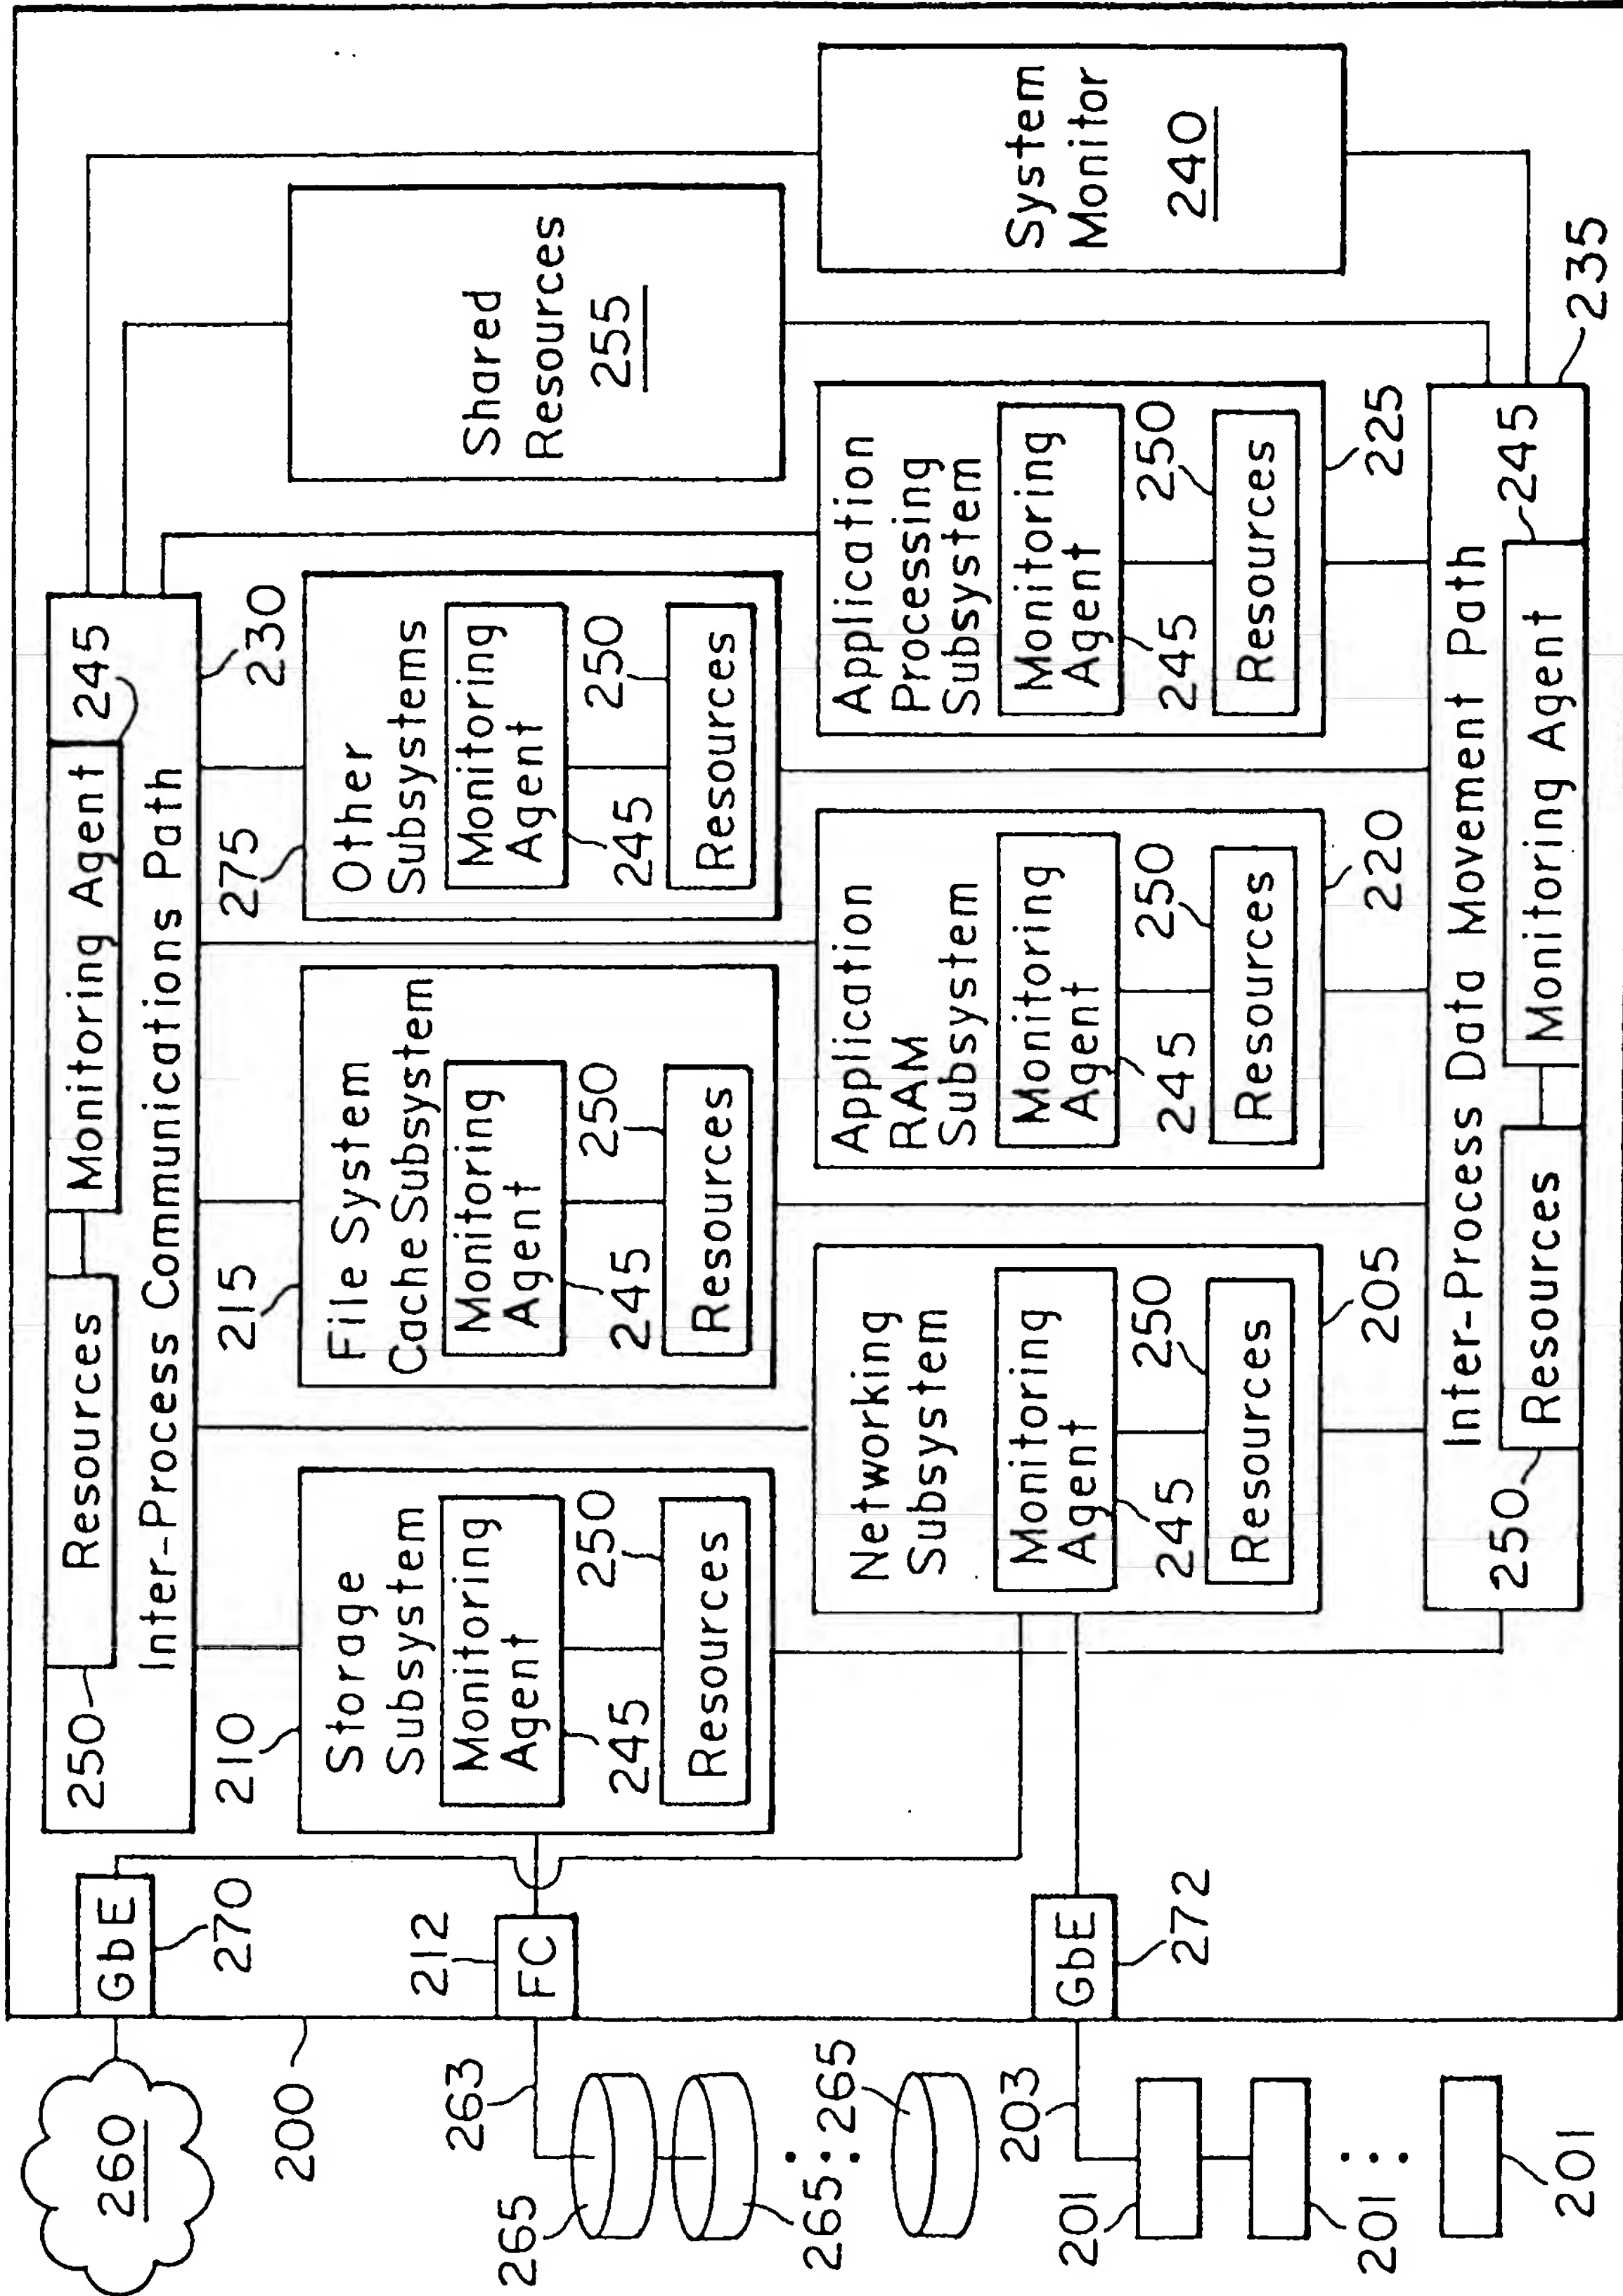 260
GbE
270
250
Resources
Monitoring Agent
245
Inter-Process Communications Path
230
200
210
215
275
Storage
Subsystem
Monitoring
Agent
245
250
Resources
File System
Cache Subsystem
Monitoring
Agent
245
250
Resources
Other
Subsystems
Monitoring
Agent
245
250
Resources
Shared
Resources
255
263
212
FC
265
265
265
Networking
Subsystem
Monitoring
Agent
245
250
Resources
205
Application
RAM
Subsystem
Monitoring
Agent
245
250
Resources
220
Application
Processing
Subsystem
Monitoring
Agent
245
250
Resources
225
System
Monitor
240
203
GbE
272
201
201
201
Inter-Process Data Movement Path
235
250
Resources
Monitoring Agent
245